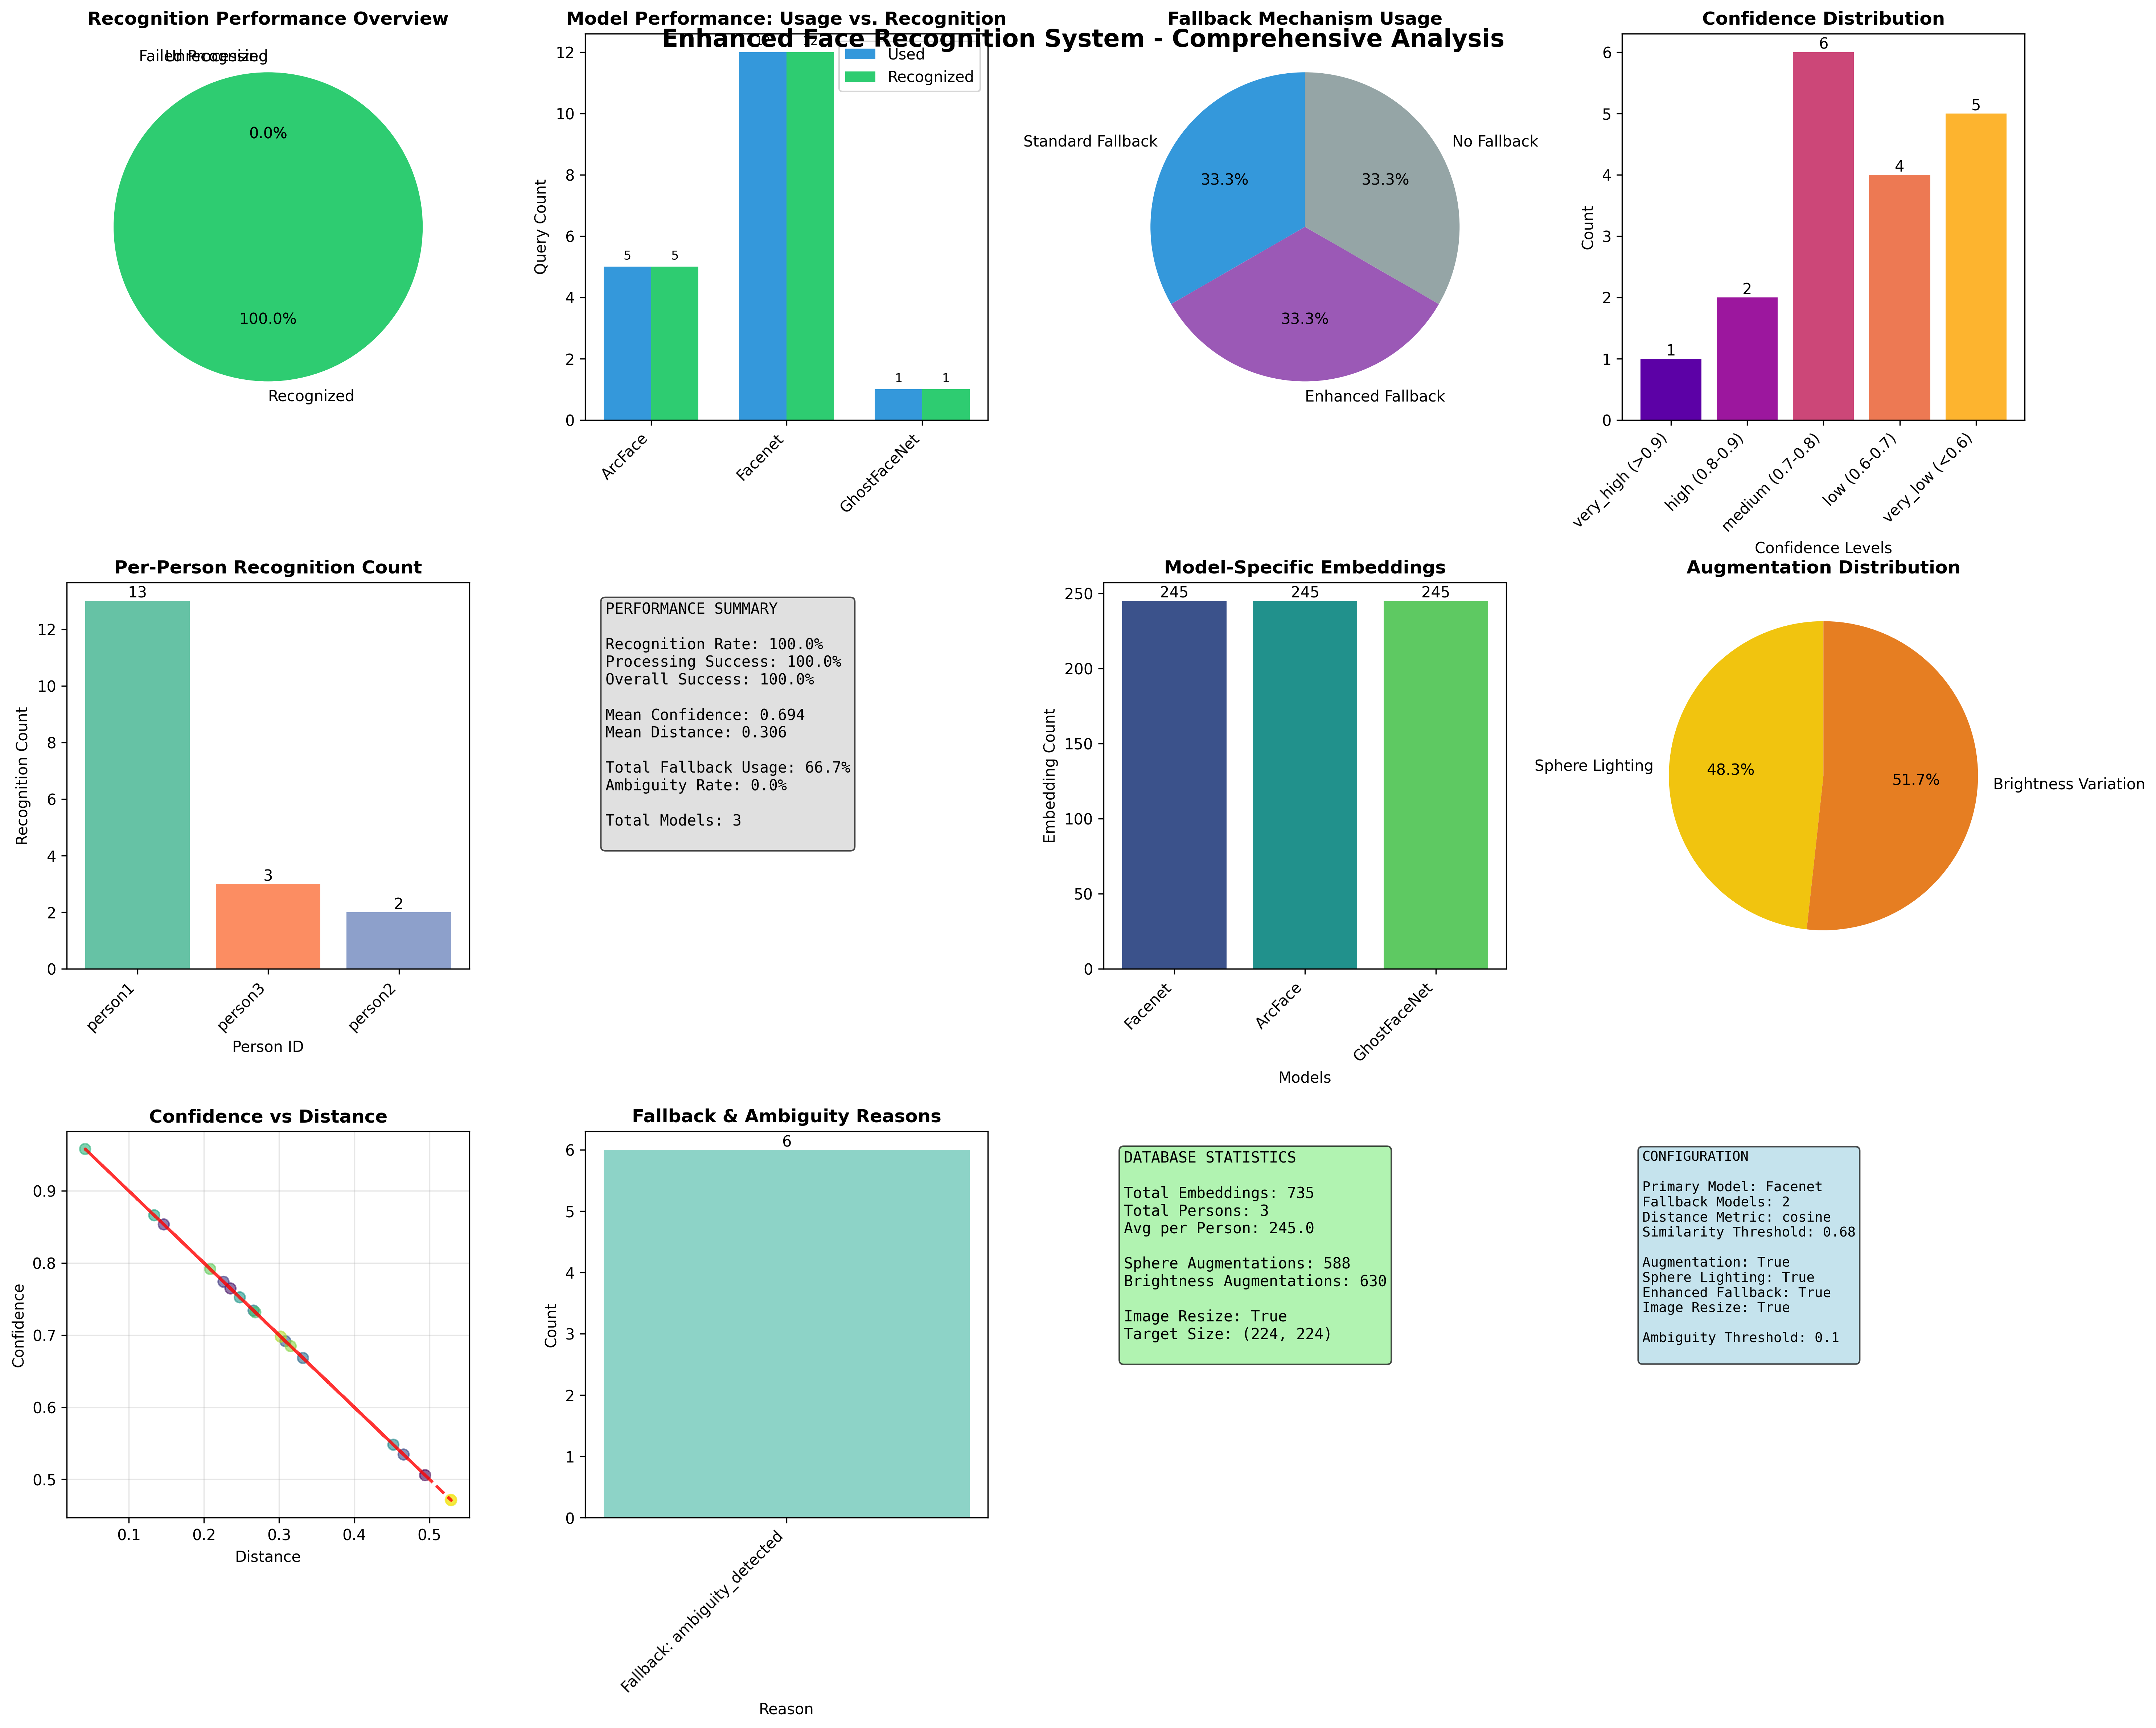 Enhanced Face Recognition System - Comprehensive Analysis
Recognition Performance Overview
Failed Processing
Unrecognized
0.0%
100.0%
Recognized
Model Performance: Usage vs. Recognition
Used
Recognized
Query Count
12
10
8
6
4
2
0
5
5
1
1
ArcFace
Facenet
GhostFaceNet
Fallback Mechanism Usage
Standard Fallback
No Fallback
33.3%
33.3%
33.3%
Enhanced Fallback
Confidence Distribution
Count
6
5
4
3
2
1
0
1
2
6
4
5
very_high (>0.9)
high (0.8-0.9)
medium (0.7-0.8)
low (0.6-0.7)
very_low (<0.6)
Confidence Levels
Per-Person Recognition Count
Recognition Count
12
10
8
6
4
2
0
13
3
2
person1
person3
person2
Person ID
PERFORMANCE SUMMARY
Recognition Rate: 100.0%
Processing Success: 100.0%
Overall Success: 100.0%
Mean Confidence: 0.694
Mean Distance: 0.306
Total Fallback Usage: 66.7%
Ambiguity Rate: 0.0%
Total Models: 3
Model-Specific Embeddings
Embedding Count
250
200
150
100
50
0
245
245
245
Facenet
ArcFace
GhostFaceNet
Models
Augmentation Distribution
Sphere Lighting
48.3%
51.7%
Brightness Variation
Confidence vs Distance
Confidence
0.9
0.8
0.7
0.6
0.5
0.1
0.2
0.3
0.4
0.5
Distance
Fallback & Ambiguity Reasons
Count
6
5
4
3
2
1
0
6
Fallback: ambiguity_detected
Reason
DATABASE STATISTICS
Total Embeddings: 735
Total Persons: 3
Avg per Person: 245.0
Sphere Augmentations: 588
Brightness Augmentations: 630
Image Resize: True
Target Size: (224, 224)
CONFIGURATION
Primary Model: Facenet
Fallback Models: 2
Distance Metric: cosine
Similarity Threshold: 0.68
Augmentation: True
Sphere Lighting: True
Enhanced Fallback: True
Image Resize: True
Ambiguity Threshold: 0.1